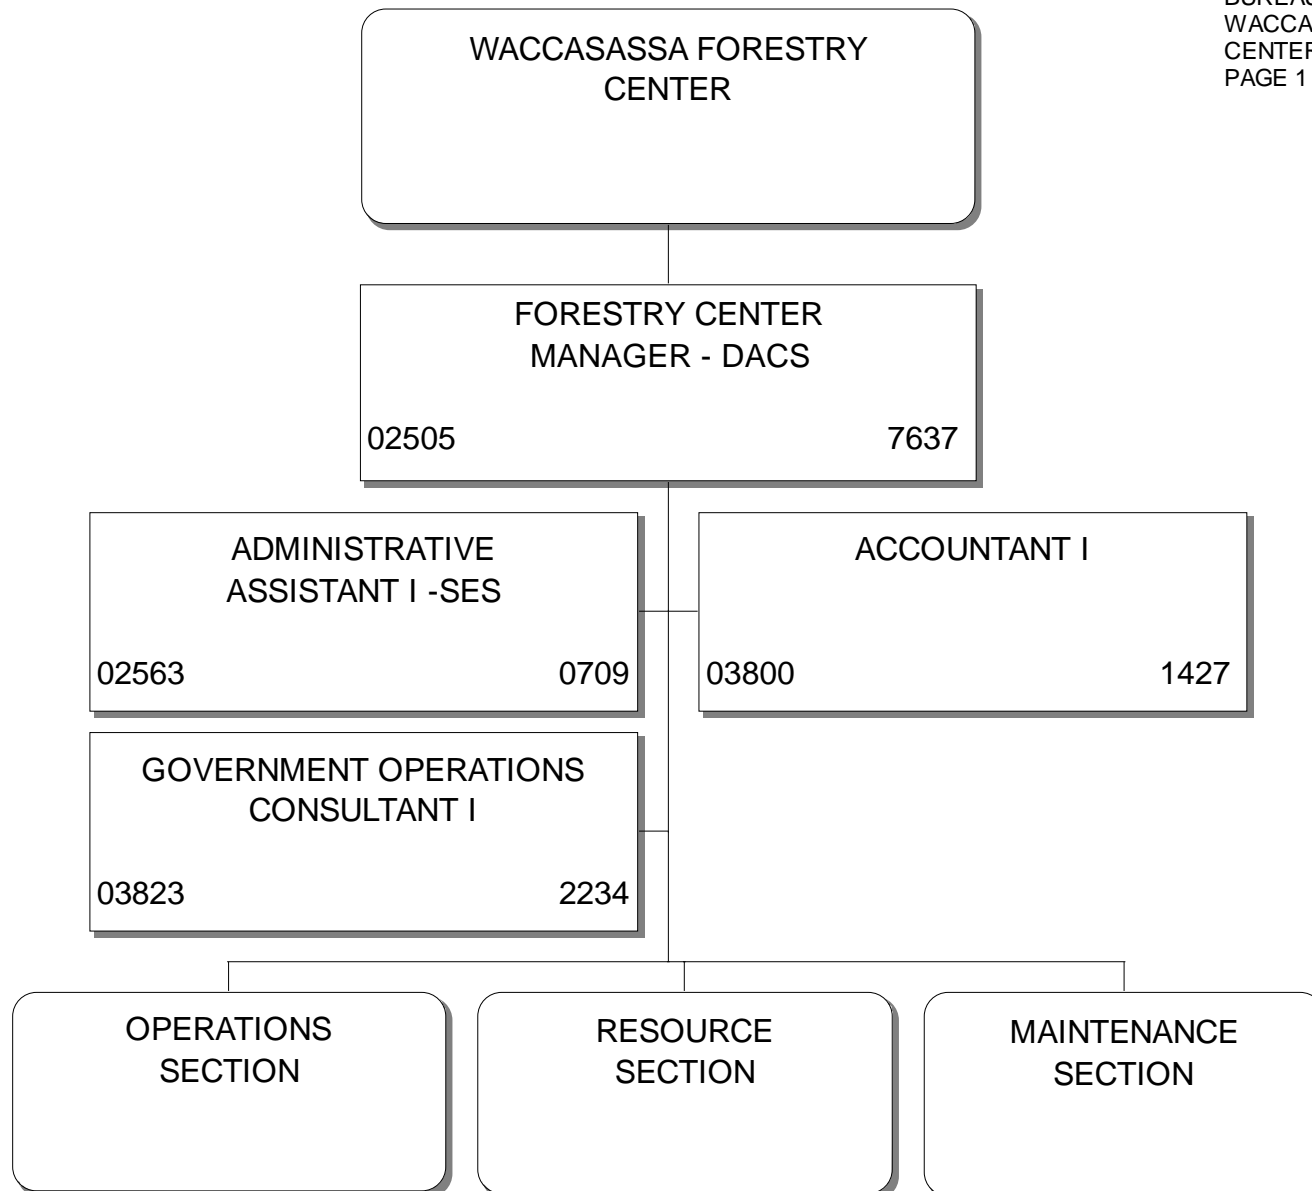 WACCASASSA FORESTRY
CENTER
PAGE 1
FORESTRY CENTER
MANAGER - DACS
02505 7637
ADMINISTRATIVE
ASSISTANT I -SES
02563 0709
ACCOUNTANT I
03800 1427
GOVERNMENT OPERATIONS
CONSULTANT I
03823 2234
OPERATIONS
SECTION
RESOURCE
SECTION
MAINTENANCE
SECTION